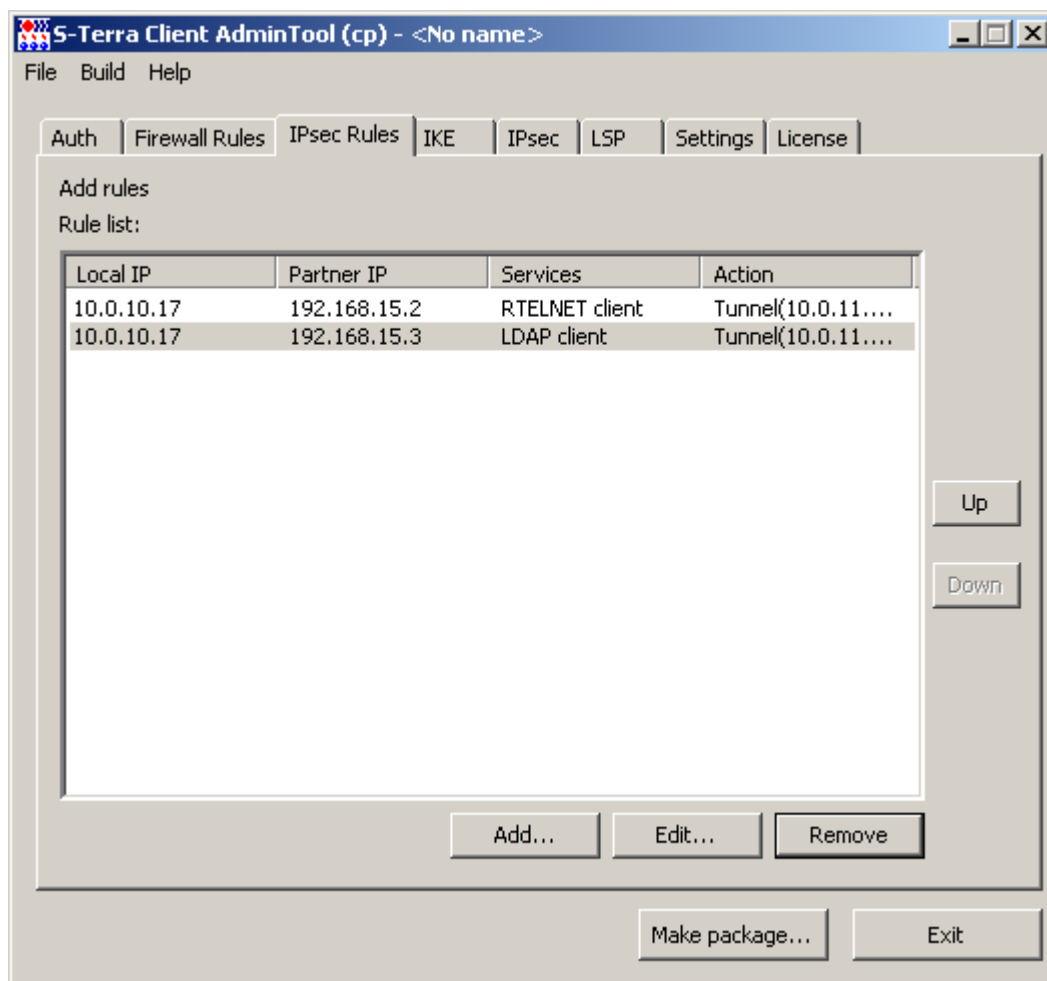 S-Terra Client AdminTool (cp) - <No name>
File Build Help
Auth Firewall Rules IPsec Rules IKE IPsec LSP Settings License
Add rules
Rule list:
Local IP Partner IP Services Action
10.0.10.17 192.168.15.2 RTELNET client Tunnel(10.0.11....
10.0.10.17 192.168.15.3 LDAP client Tunnel(10.0.11....
Up
Down
Add... Edit... Remove
Make package... Exit